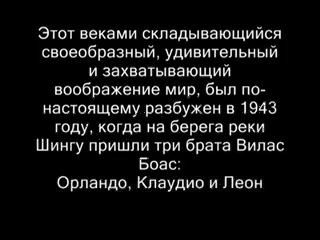 Этот веками складывающийся
своеобразный, удивительный
и захватывающий
воображение мир, был по-
настоящему разбужен в 1943
году, когда на берега реки
Шингу пришли три брата Вилас
Боас:
Орландо, Клаудио и Леон